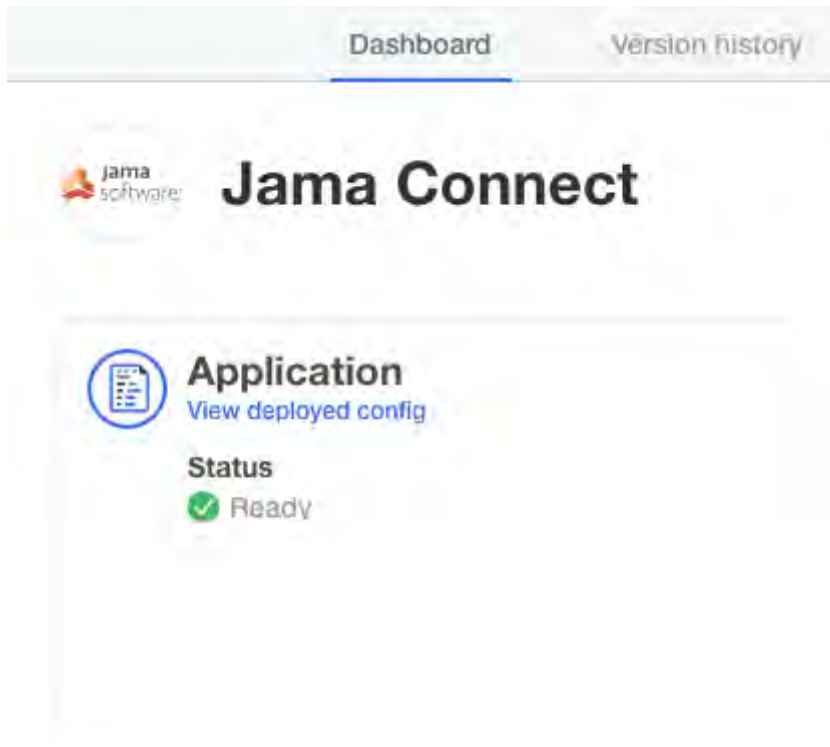 Dashboard Version history
jama
software
Jama Connect
Application
View deployed config
Status
Ready